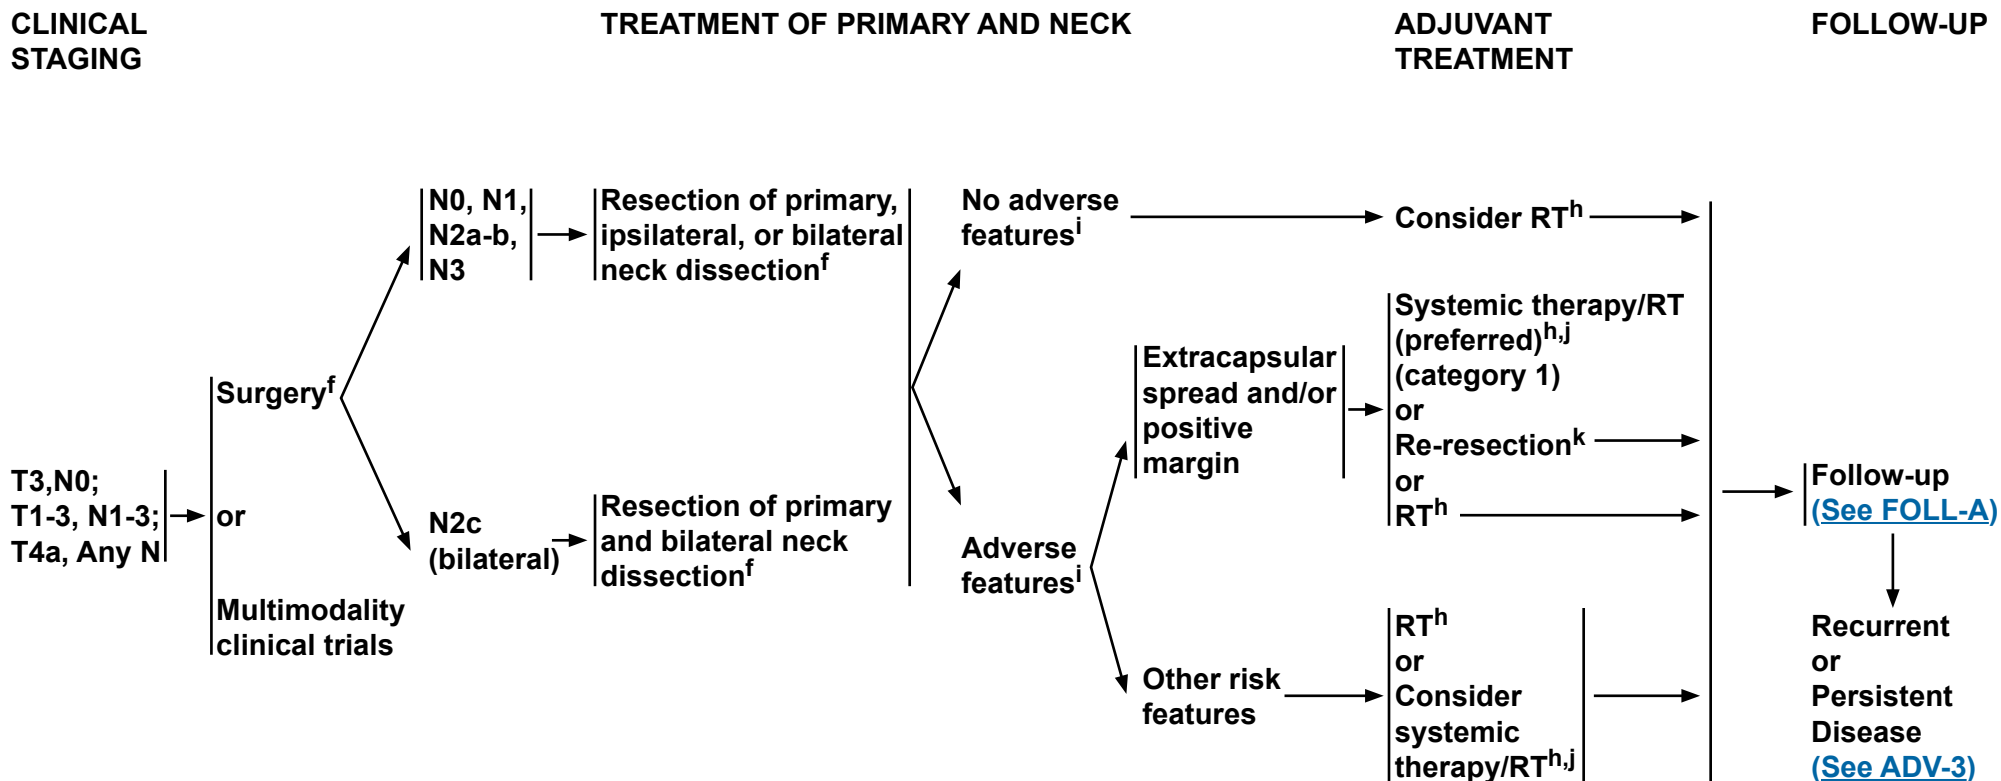 CLINICAL
STAGING
TREATMENT OF PRIMARY AND NECK
ADJUVANT
TREATMENT
FOLLOW-UP
T3,N0;
T1-3, N1-3;
T4a, Any N
Surgeryf
or
Multimodality
clinical trials
N0, N1,
N2a-b,
N3
Resection of primary,
ipsilateral, or bilateral
neck dissectionf
N2c
(bilateral)
Resection of primary
and bilateral neck
dissectionf
No adverse
featuresi
Adverse
featuresi
Extracapsular
spread and/or
positive
margin
Other risk
features
Consider RTh
Systemic therapy/RT
(preferred)h,j
(category 1)
or
Re-resectionk
or
RTh
RTh
or
Consider
systemic
therapy/RTh,j
Follow-up
(See FOLL-A)
Recurrent
or
Persistent
Disease
(See ADV-3)